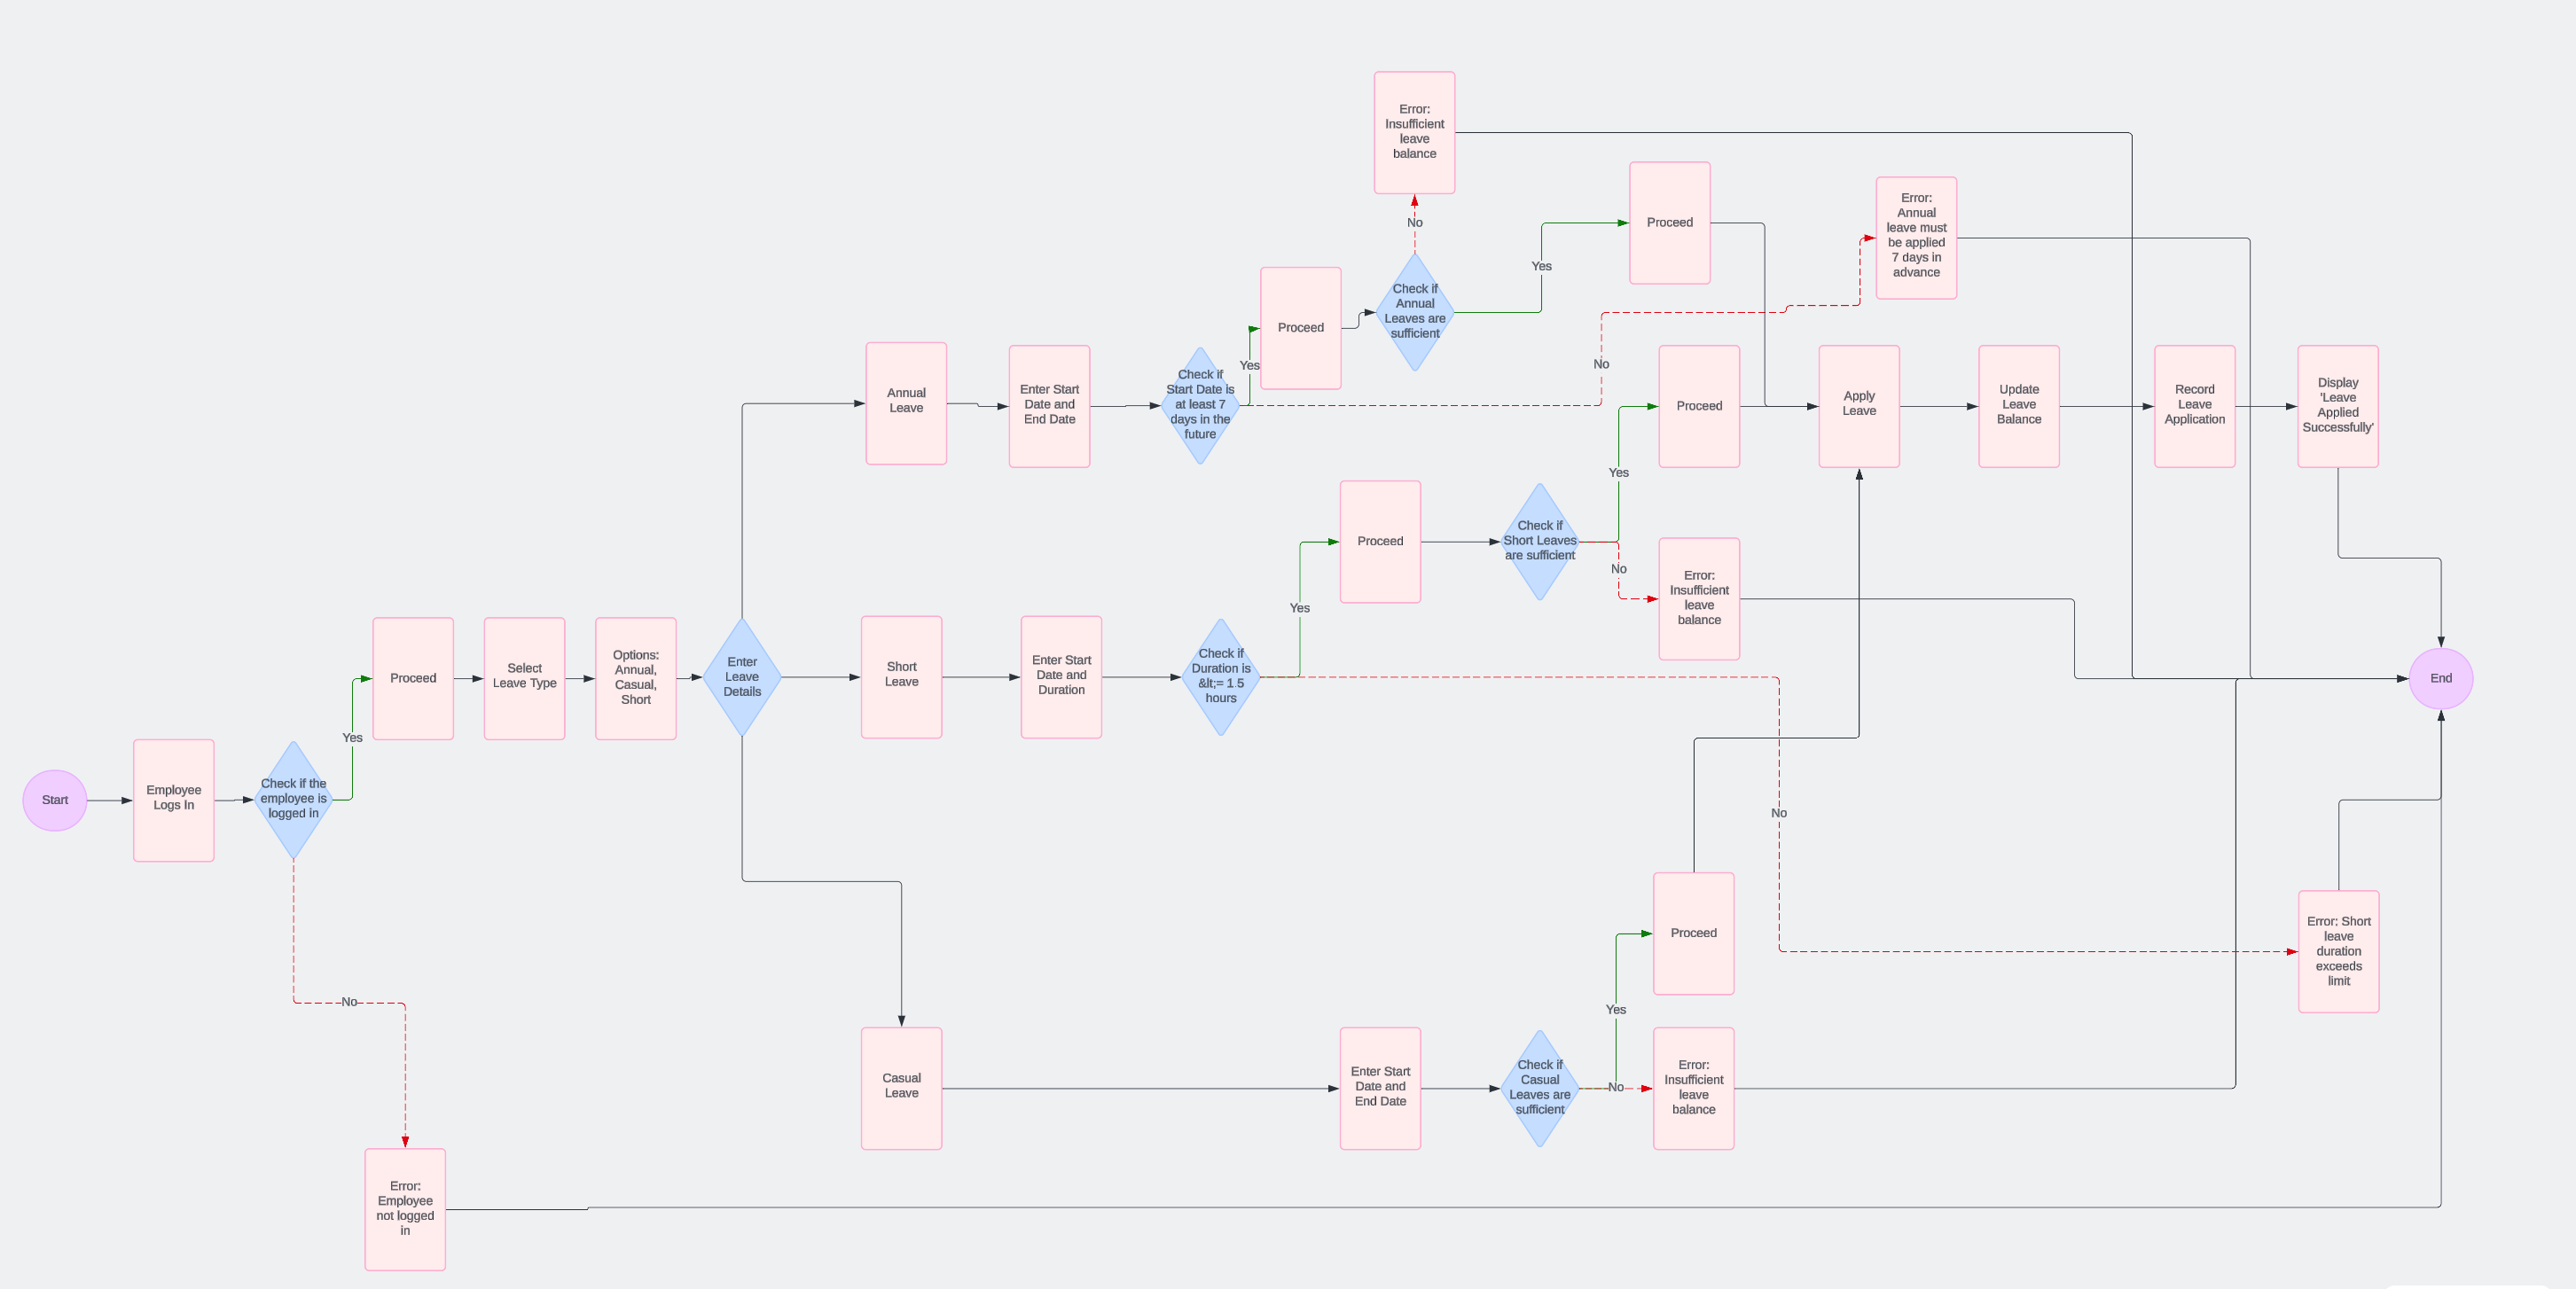 Start
Employee
Logs In
Check if the
employee is
logged in
Yes
No
Error:
Employee
not logged
in
Proceed
Select
Leave Type
Options:
Annual,
Casual,
Short
Enter
Leave
Details
Annual
Leave
Enter Start
Date and
End Date
Check if
Start Date is
at least 7
days in the
future
Yes
Proceed
Check if
Annual
Leaves are
sufficient
No
Error:
Insufficient
leave
balance
Yes
Proceed
No
Error:
Annual
leave must
be applied
7 days in
advance
Short
Leave
Enter Start
Date and
Duration
Check if
Duration is
&lt;= 1.5
hours
Yes
Proceed
Check if
Short Leaves
are sufficient
Yes
Proceed
No
Error:
Insufficient
leave
balance
No
Error: Short
leave
duration
exceeds
limit
Casual
Leave
Enter Start
Date and
End Date
Check if
Casual
Leaves are
sufficient
Yes
Proceed
No
Error:
Insufficient
leave
balance
Apply
Leave
Update
Leave
Balance
Record
Leave
Application
Display
'Leave
Applied
Successfully'
End